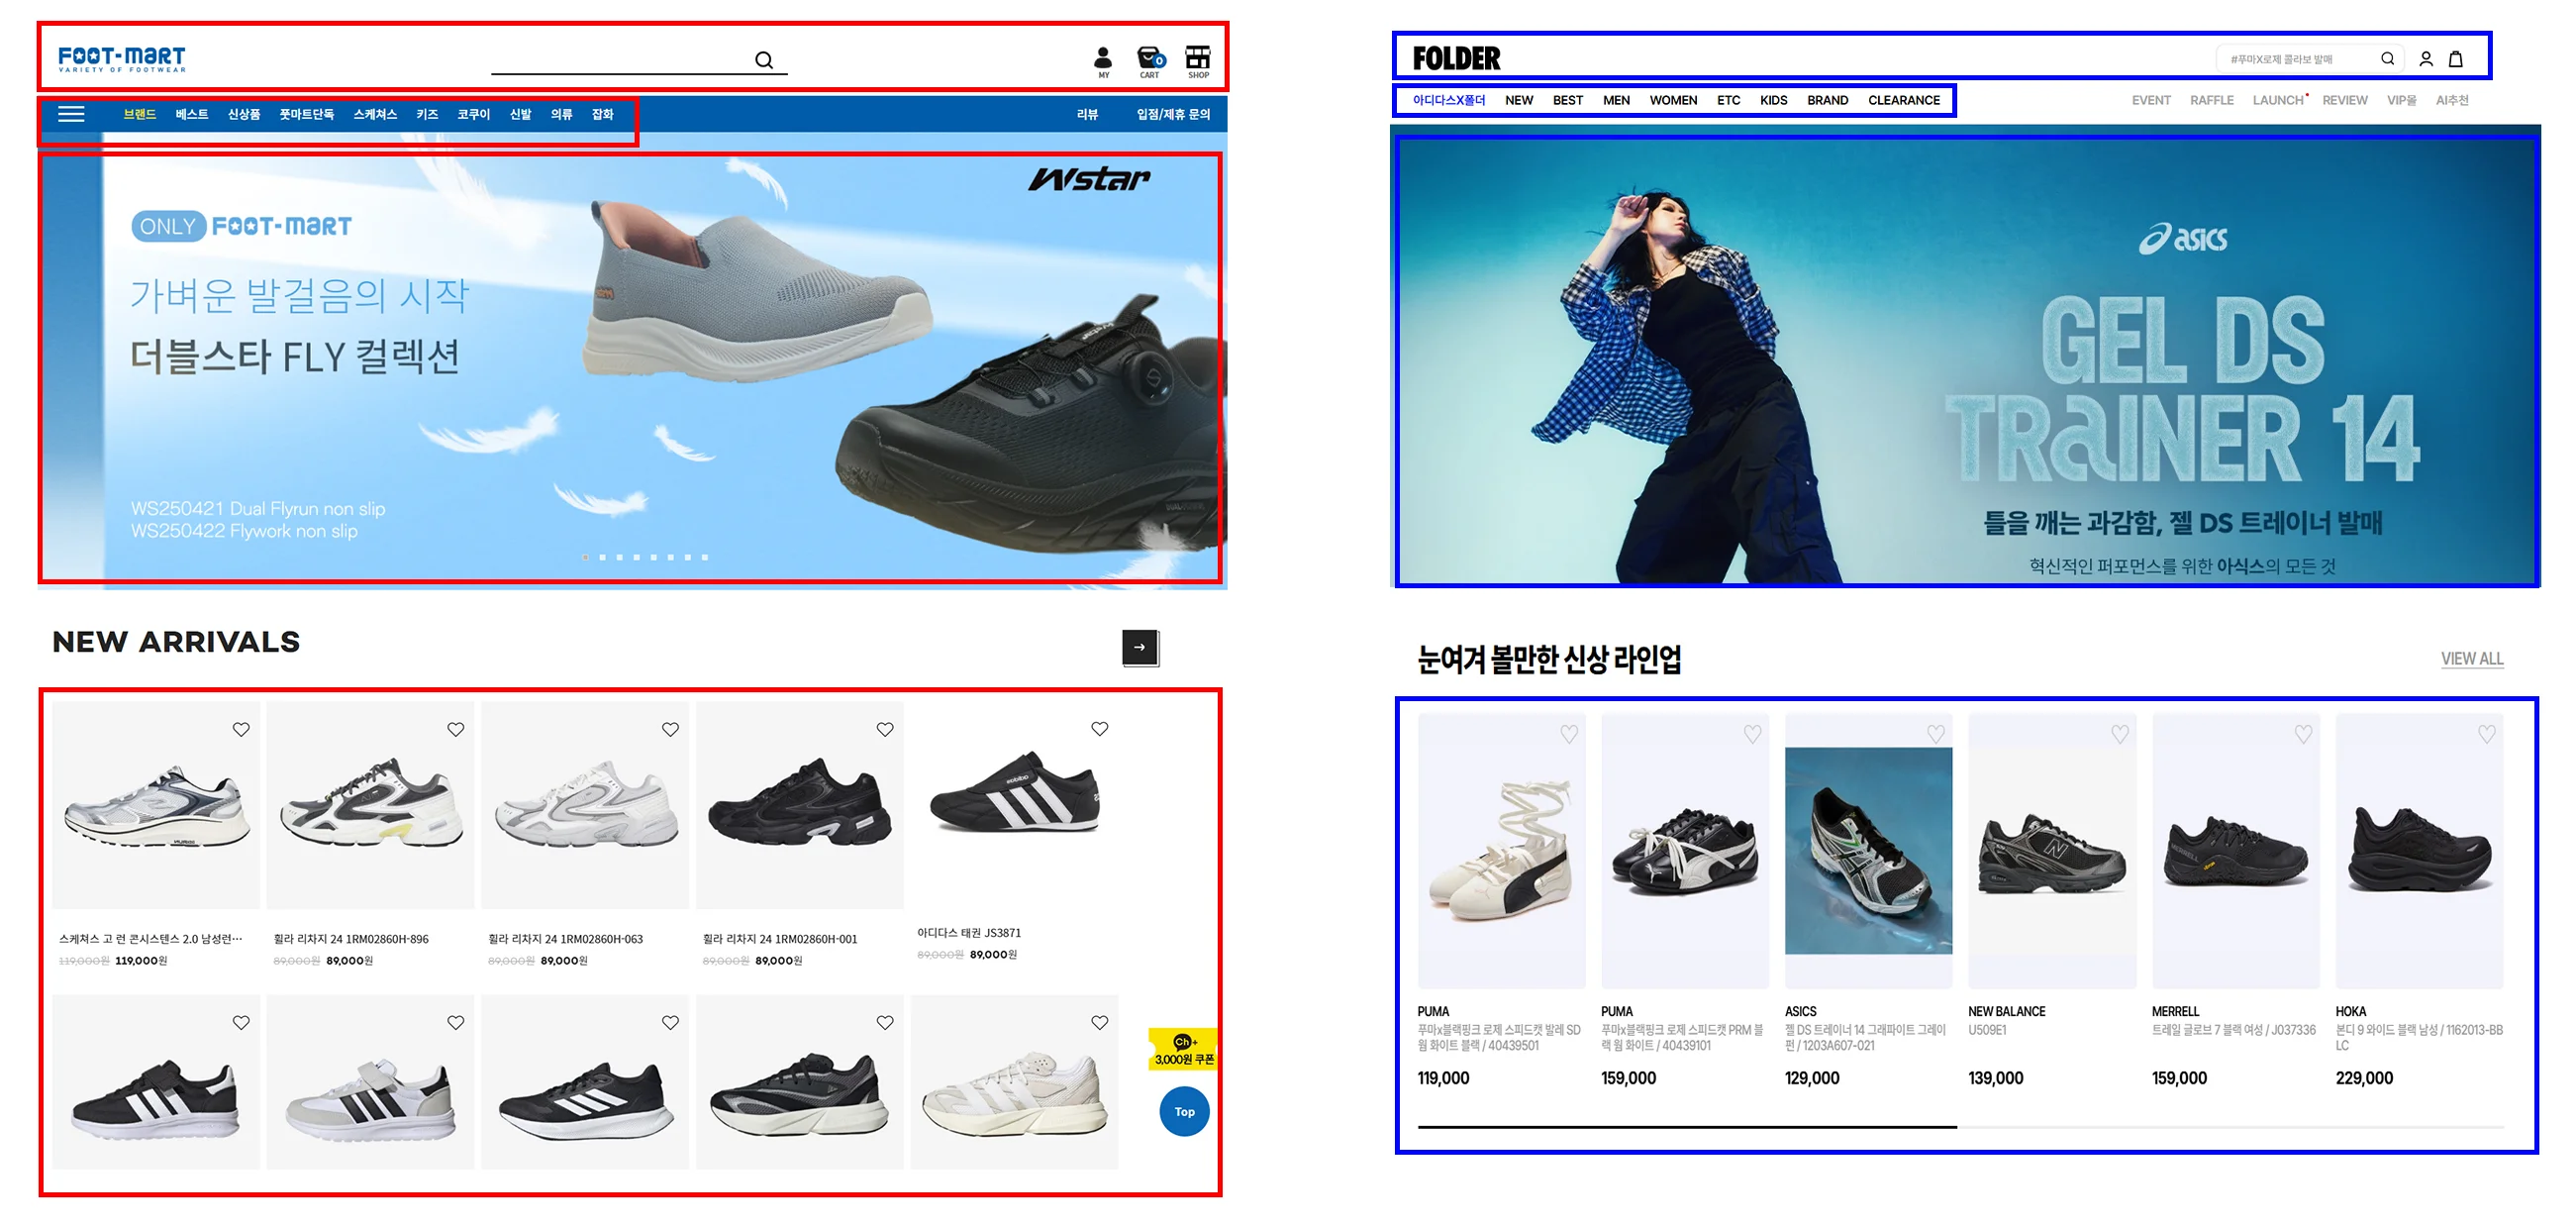 FOOT-MART
VARIETY OF FOOTWEAR
MY
CART
0
SHOP
브랜드 베스트 신상품 풋마트단독 스케쳐스 키즈 코쿠이 신발 의류 잡화 리뷰 입점/제휴 문의
Wstar
ONLY FOOT-MART
가벼운 발걸음의 시작
더블스타 FLY 컬렉션
WS250421 Dual Flyrun non slip
WS250422 Flywork non slip
NEW ARRIVALS
스케쳐스 고 런 콘시스텐스 2.0 남성런…
119,000원 119,000원
휠라 리차지 24 1RM02860H-896
89,000원 89,000원
휠라 리차지 24 1RM02860H-063
89,000원 89,000원
휠라 리차지 24 1RM02860H-001
89,000원 89,000원
아디다스 태권 JS3871
89,000원 89,000원
Ch+
3,000원 쿠폰
Top
FOLDER
#푸마X로제 콜라보 발매
아디다스X폴더 NEW BEST MEN WOMEN ETC KIDS BRAND CLEARANCE
EVENT RAFFLE LAUNCH REVIEW VIP몰 AI추천
asics
GEL DS
TRAINER 14
틀을 깨는 과감함, 젤 DS 트레이너 발매
혁신적인 퍼포먼스를 위한 아식스의 모든 것
눈여겨 볼만한 신상 라인업
VIEW ALL
PUMA
푸마x블랙핑크 로제 스피드캣 발레 SD
웜 화이트 블랙 / 40439501
119,000
PUMA
푸마x블랙핑크 로제 스피드캣 PRM 블
랙 웜 화이트 / 40439101
159,000
ASICS
젤 DS 트레이너 14 그래파이트 그레이
펀 / 1203A607-021
129,000
NEW BALANCE
U509E1
139,000
MERRELL
트레일 글로브 7 블랙 여성 / J037336
159,000
HOKA
본디 9 와이드 블랙 남성 / 1162013-BB
LC
229,000